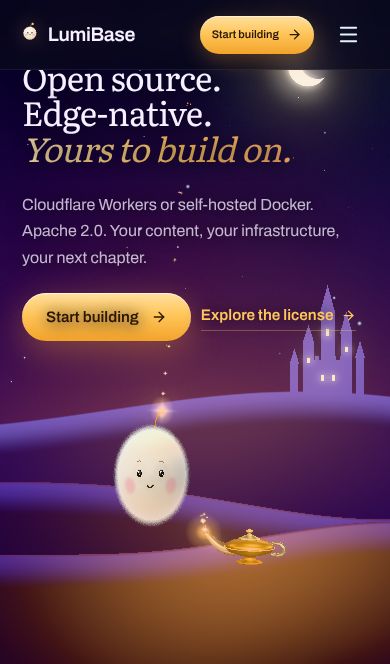 LumiBase
Start building
Open source.
Edge-native.
Yours to build on.
Cloudflare Workers or self-hosted Docker.
Apache 2.0. Your content, your infrastructure,
your next chapter.
Start building
Explore the license